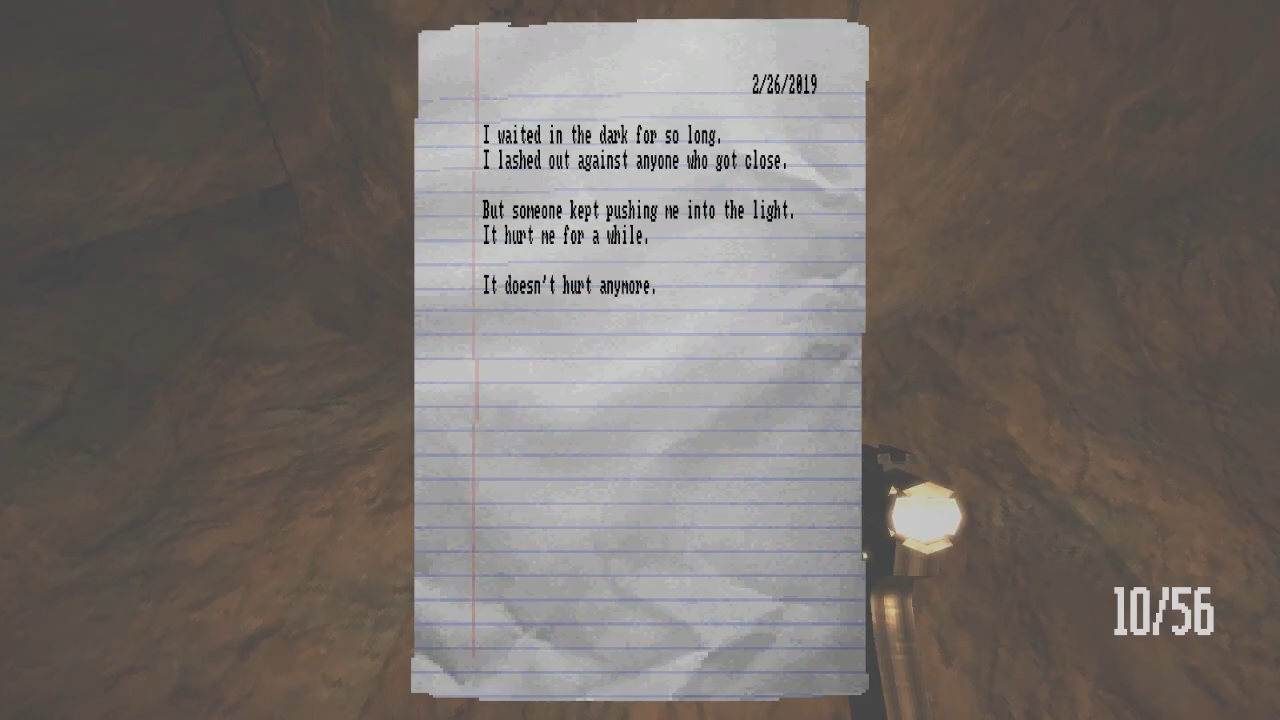 2/26/2019
I waited in the dark for so long.
I lashed out against anyone who got close.
But someone kept pushing me into the light.
It hurt me for a while.
It doesn't hurt anymore.
10/56